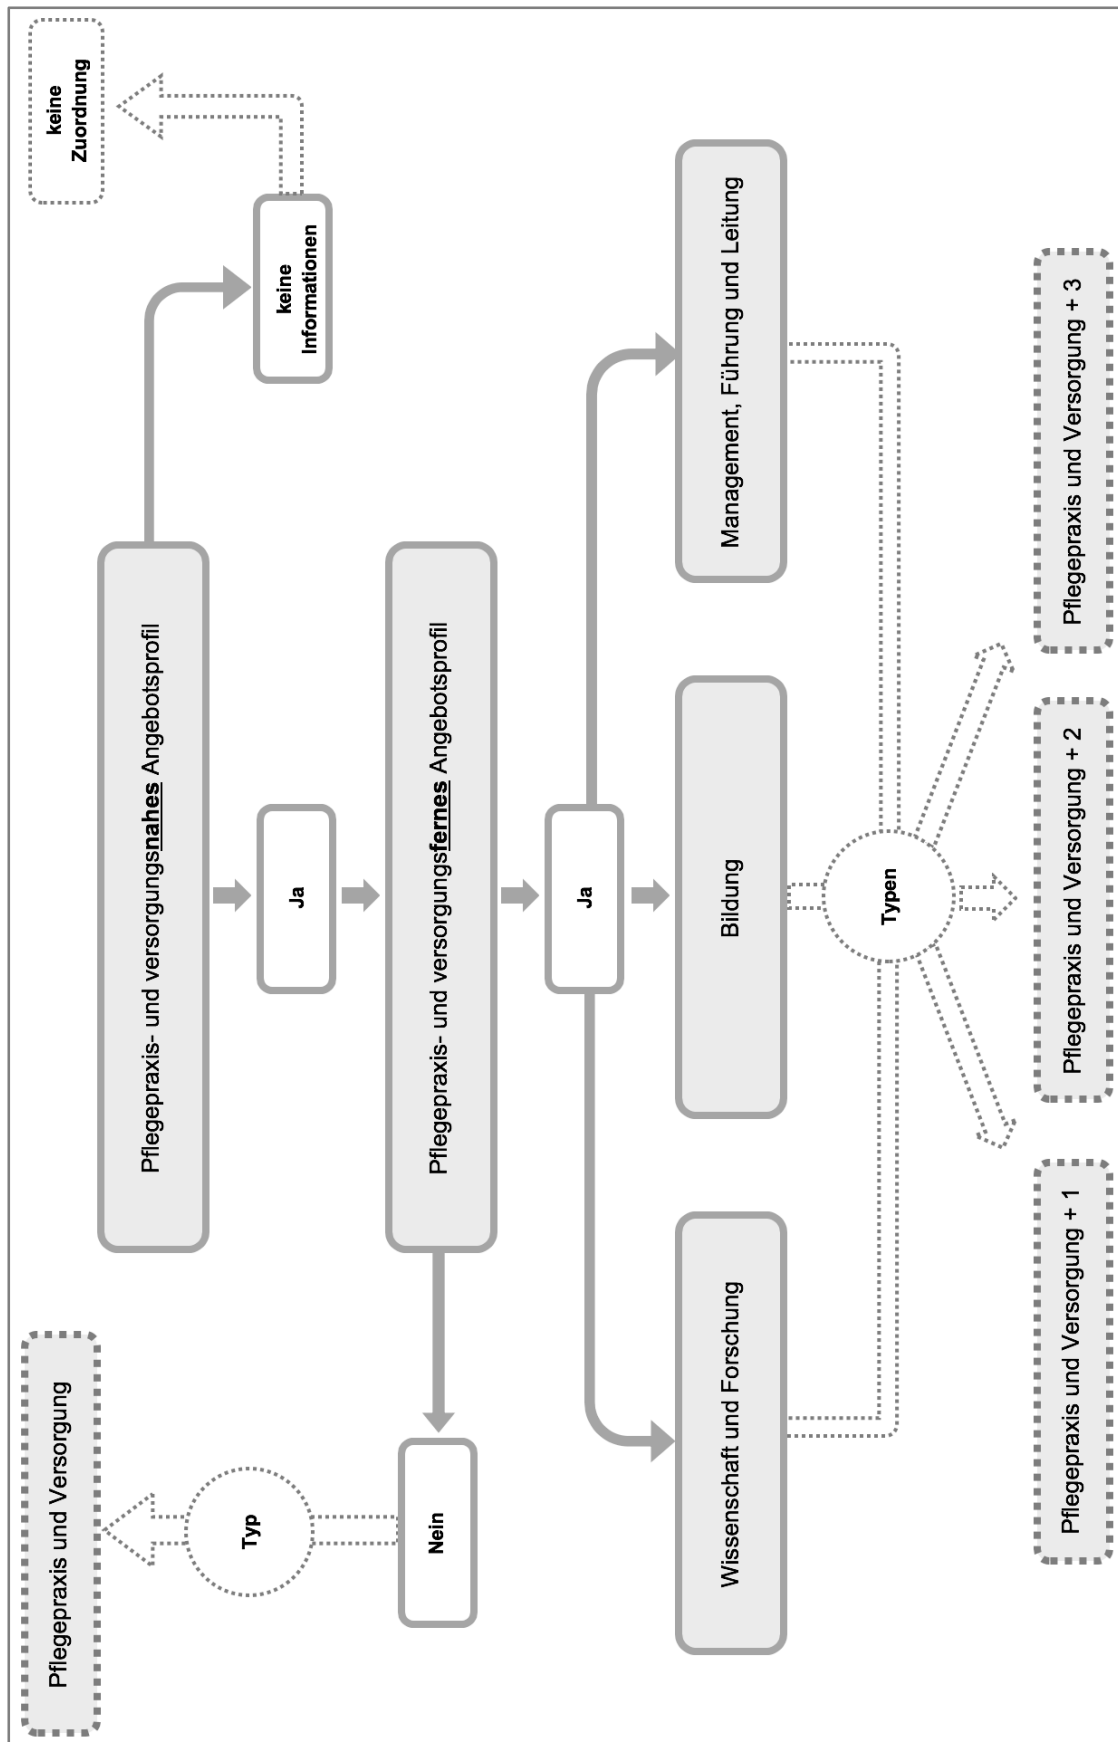 Pflegepraxis und Versorgung
keine
Zuordnung
Pflegepraxis- und versorgungsnahes Angebotsprofil
Typ
Ja
keine
Informationen
Nein
Pflegepraxis- und versorgungsfernes Angebotsprofil
Ja
Wissenschaft und Forschung
Bildung
Management, Führung und Leitung
Typen
Pflegepraxis und Versorgung + 1
Pflegepraxis und Versorgung + 2
Pflegepraxis und Versorgung + 3